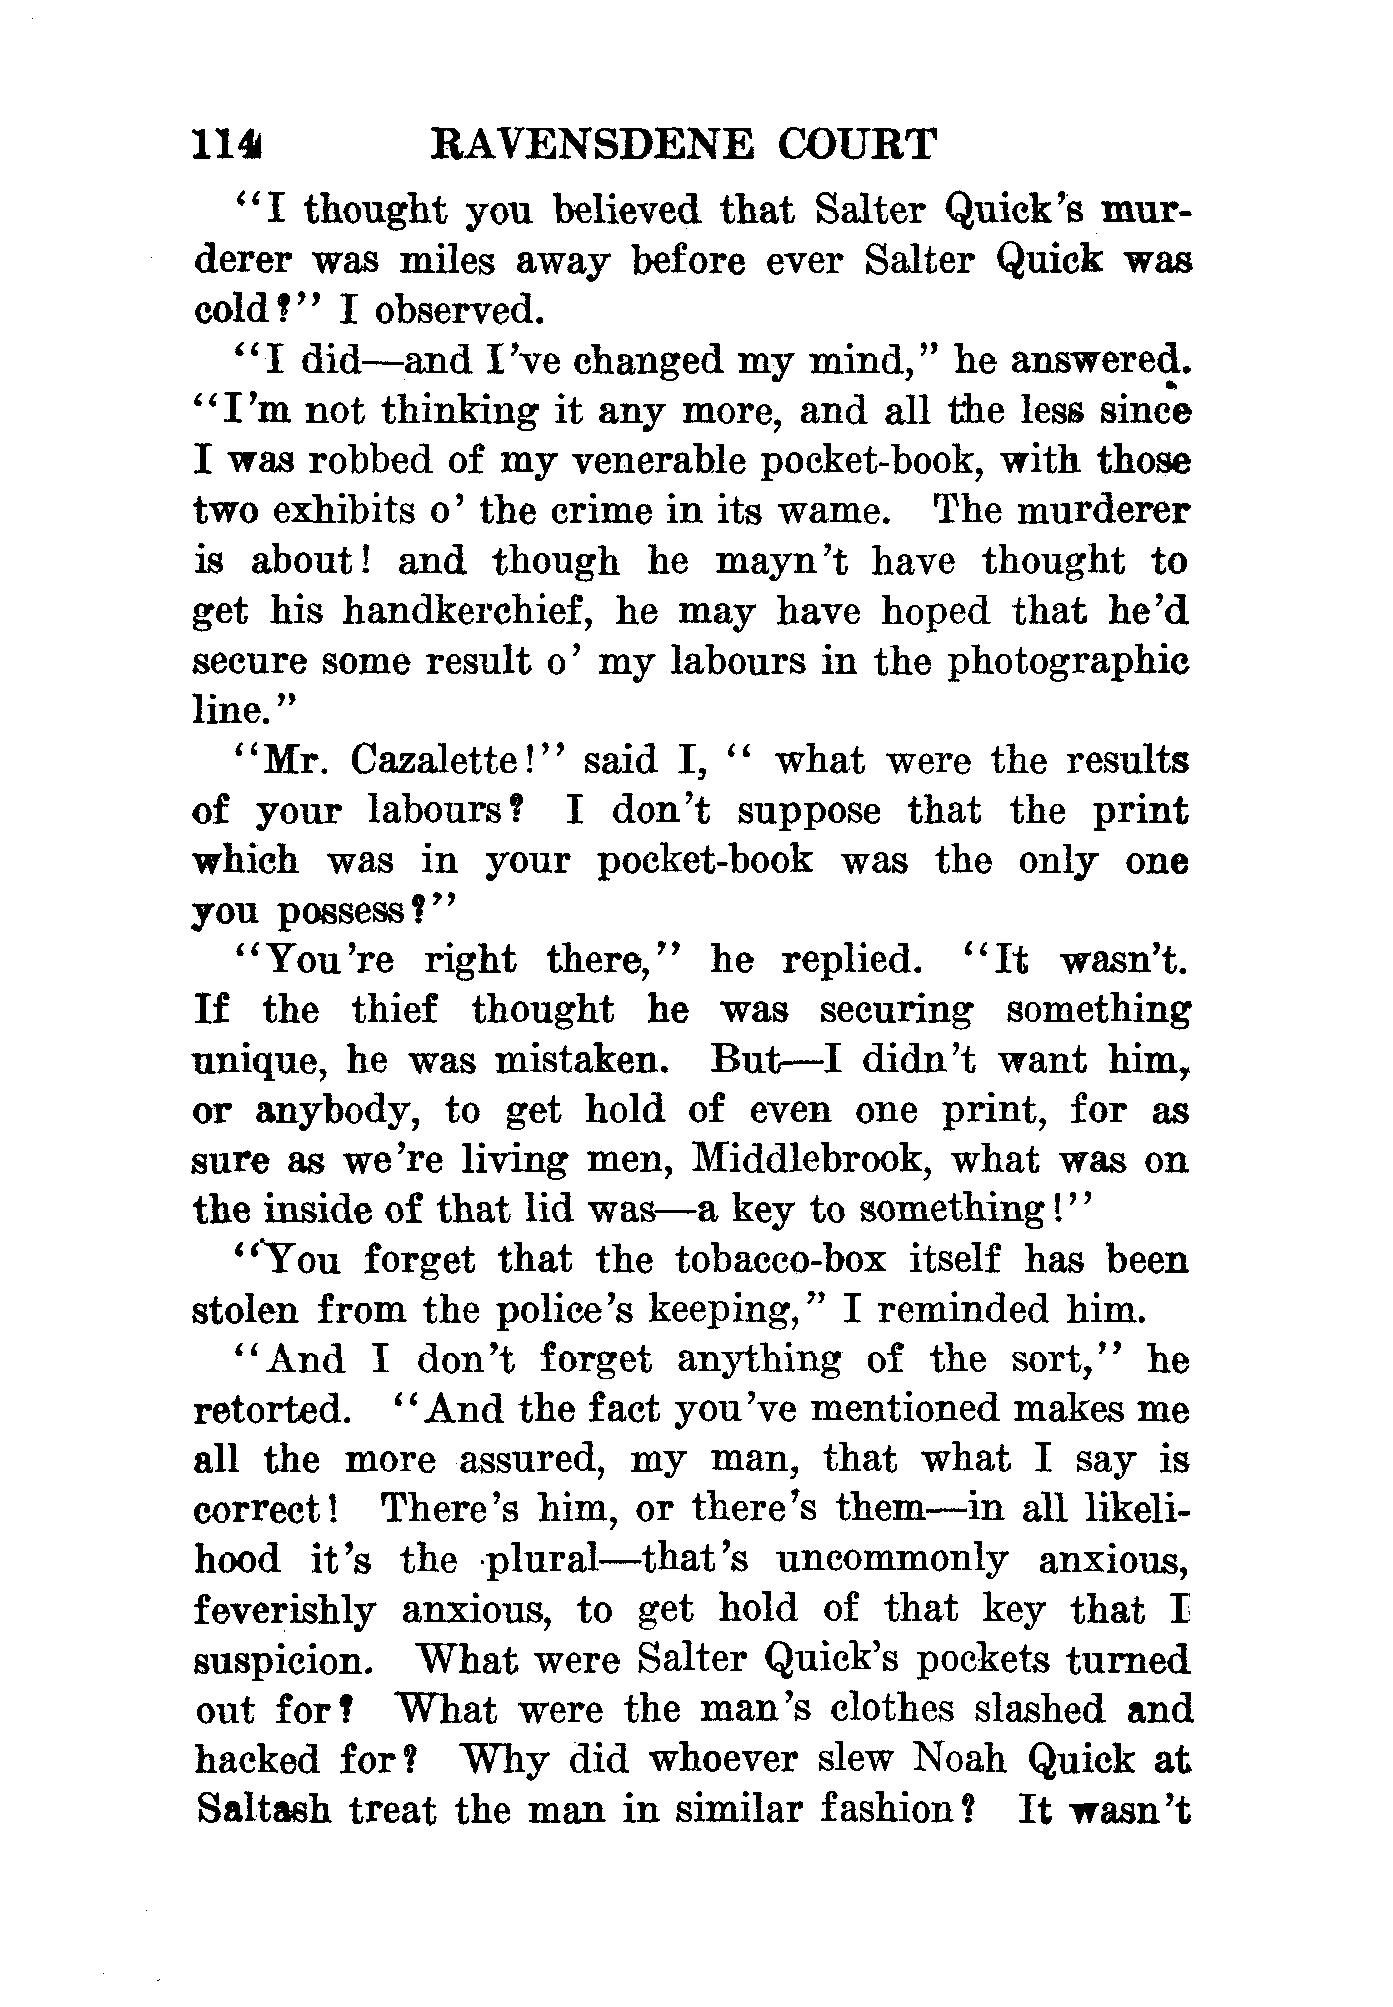 114 RAVENSDENE COURT
"I thought you believed that Salter Quick's mur-
derer was miles away before ever Salter Quick was
cold?" I observed.
"I did—and I've changed my mind," he answered.
"I'm not thinking it any more, and all the less since
I was robbed of my venerable pocket-book, with those
two exhibits o' the crime in its wame. The murderer
is about! and though he mayn't have thought to
get his handkerchief, he may have hoped that he'd
secure some result o' my labours in the photographic
line."
"Mr. Cazalette!" said I, " what were the results
of your labours? I don't suppose that the print
which was in your pocket-book was the only one
you possess?"
"You're right there," he replied. "It wasn't.
If the thief thought he was securing something
unique, he was mistaken. But—I didn't want him,
or anybody, to get hold of even one print, for as
sure as we're living men, Middlebrook, what was on
the inside of that lid was—a key to something!"
"You forget that the tobacco-box itself has been
stolen from the police's keeping," I reminded him.
"And I don't forget anything of the sort," he
retorted. "And the fact you've mentioned makes me
all the more assured, my man, that what I say is
correct! There's him, or there's them—in all likeli-
hood it's the plural—that's uncommonly anxious,
feverishly anxious, to get hold of that key that I
suspicion. What were Salter Quick's pockets turned
out for? What were the man's clothes slashed and
hacked for? Why did whoever slew Noah Quick at
Saltash treat the man in similar fashion? It wasn't